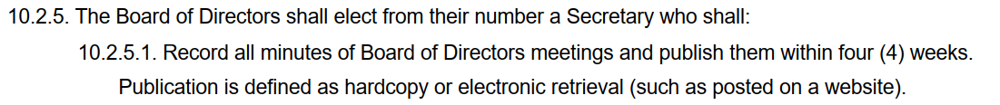 10.2.5. The Board of Directors shall elect from their number a Secretary who shall:
10.2.5.1. Record all minutes of Board of Directors meetings and publish them within four (4) weeks.
Publication is defined as hardcopy or electronic retrieval (such as posted on a website).